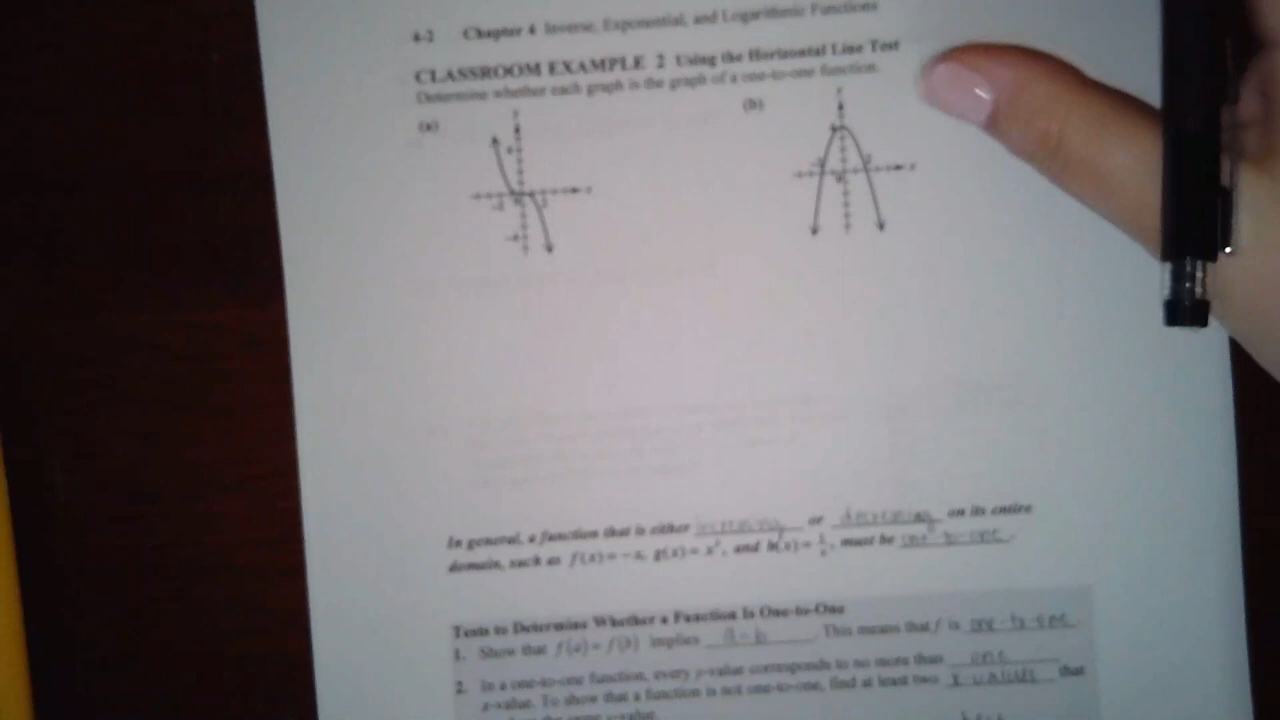 4-2 Chapter 4 Inverse, Exponential, and Logarithmic Functions
CLASSROOM EXAMPLE 2 Using the Horizontal Line Test
Determine whether each graph is the graph of a one-to-one function.
(a) (b)
In general, a function that is either increasing or decreasing on its entire
domain, such as f(x) = −x, g(x) = x³, and h(x) = must be one-to-one.
Tests to Determine Whether a Function Is One-to-One
1. Show that f(a) = f(b) implies a=b. This means that f is one-to-one.
2. In a one-to-one function, every y-value corresponds to no more than one
x-value. To show that a function is not one-to-one, find at least two x values that